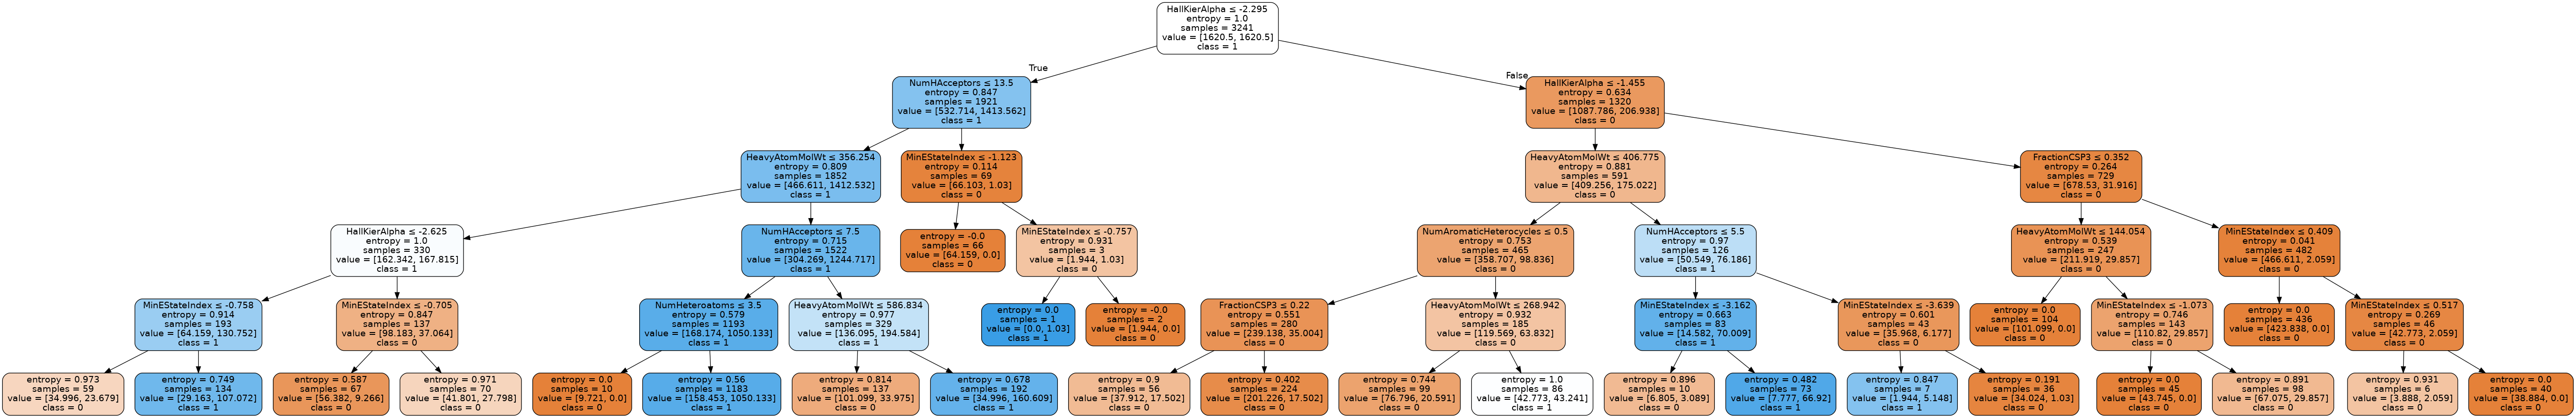 HallKierAlpha ≤ -2.295
entropy = 1.0
samples = 3241
value = [1620.5, 1620.5]
class = 1
True
False
NumHAcceptors ≤ 13.5
entropy = 0.847
samples = 1921
value = [532.714, 1413.562]
class = 1
HallKierAlpha ≤ -1.455
entropy = 0.634
samples = 1320
value = [1087.786, 206.938]
class = 0
HeavyAtomMolWt ≤ 356.254
entropy = 0.809
samples = 1852
value = [466.611, 1412.532]
class = 1
MinEStateIndex ≤ -1.123
entropy = 0.114
samples = 69
value = [66.103, 1.03]
class = 0
HeavyAtomMolWt ≤ 406.775
entropy = 0.881
samples = 591
value = [409.256, 175.022]
class = 0
FractionCSP3 ≤ 0.352
entropy = 0.264
samples = 729
value = [678.53, 31.916]
class = 0
HallKierAlpha ≤ -2.625
entropy = 1.0
samples = 330
value = [162.342, 167.815]
class = 1
NumHAcceptors ≤ 7.5
entropy = 0.715
samples = 1522
value = [304.269, 1244.717]
class = 1
entropy = -0.0
samples = 66
value = [64.159, 0.0]
class = 0
MinEStateIndex ≤ -0.757
entropy = 0.931
samples = 3
value = [1.944, 1.03]
class = 0
NumAromaticHeterocycles ≤ 0.5
entropy = 0.753
samples = 465
value = [358.707, 98.836]
class = 0
NumHAcceptors ≤ 5.5
entropy = 0.97
samples = 126
value = [50.549, 76.186]
class = 1
HeavyAtomMolWt ≤ 144.054
entropy = 0.539
samples = 247
value = [211.919, 29.857]
class = 0
MinEStateIndex ≤ 0.409
entropy = 0.041
samples = 482
value = [466.611, 2.059]
class = 0
MinEStateIndex ≤ -0.758
entropy = 0.914
samples = 193
value = [64.159, 130.752]
class = 1
MinEStateIndex ≤ -0.705
entropy = 0.847
samples = 137
value = [98.183, 37.064]
class = 0
NumHeteroatoms ≤ 3.5
entropy = 0.579
samples = 1193
value = [168.174, 1050.133]
class = 1
HeavyAtomMolWt ≤ 586.834
entropy = 0.977
samples = 329
value = [136.095, 194.584]
class = 1
entropy = 0.0
samples = 1
value = [0.0, 1.03]
class = 1
entropy = -0.0
samples = 2
value = [1.944, 0.0]
class = 0
FractionCSP3 ≤ 0.22
entropy = 0.551
samples = 280
value = [239.138, 35.004]
class = 0
HeavyAtomMolWt ≤ 268.942
entropy = 0.932
samples = 185
value = [119.569, 63.832]
class = 0
MinEStateIndex ≤ -3.162
entropy = 0.663
samples = 83
value = [14.582, 70.009]
class = 1
MinEStateIndex ≤ -3.639
entropy = 0.601
samples = 43
value = [35.968, 6.177]
class = 0
entropy = 0.0
samples = 104
value = [101.099, 0.0]
class = 0
MinEStateIndex ≤ -1.073
entropy = 0.746
samples = 143
value = [110.82, 29.857]
class = 0
entropy = 0.0
samples = 436
value = [423.838, 0.0]
class = 0
MinEStateIndex ≤ 0.517
entropy = 0.269
samples = 46
value = [42.773, 2.059]
class = 0
entropy = 0.973
samples = 59
value = [34.996, 23.679]
class = 0
entropy = 0.749
samples = 134
value = [29.163, 107.072]
class = 1
entropy = 0.587
samples = 67
value = [56.382, 9.266]
class = 0
entropy = 0.971
samples = 70
value = [41.801, 27.798]
class = 0
entropy = 0.0
samples = 10
value = [9.721, 0.0]
class = 0
entropy = 0.56
samples = 1183
value = [158.453, 1050.133]
class = 1
entropy = 0.814
samples = 137
value = [101.099, 33.975]
class = 0
entropy = 0.678
samples = 192
value = [34.996, 160.609]
class = 1
entropy = 0.9
samples = 56
value = [37.912, 17.502]
class = 0
entropy = 0.402
samples = 224
value = [201.226, 17.502]
class = 0
entropy = 0.744
samples = 99
value = [76.796, 20.591]
class = 0
entropy = 1.0
samples = 86
value = [42.773, 43.241]
class = 1
entropy = 0.896
samples = 10
value = [6.805, 3.089]
class = 0
entropy = 0.482
samples = 73
value = [7.777, 66.92]
class = 1
entropy = 0.847
samples = 7
value = [1.944, 5.148]
class = 1
entropy = 0.191
samples = 36
value = [34.024, 1.03]
class = 0
entropy = 0.0
samples = 45
value = [43.745, 0.0]
class = 0
entropy = 0.891
samples = 98
value = [67.075, 29.857]
class = 0
entropy = 0.931
samples = 6
value = [3.888, 2.059]
class = 0
entropy = 0.0
samples = 40
value = [38.884, 0.0]
class = 0